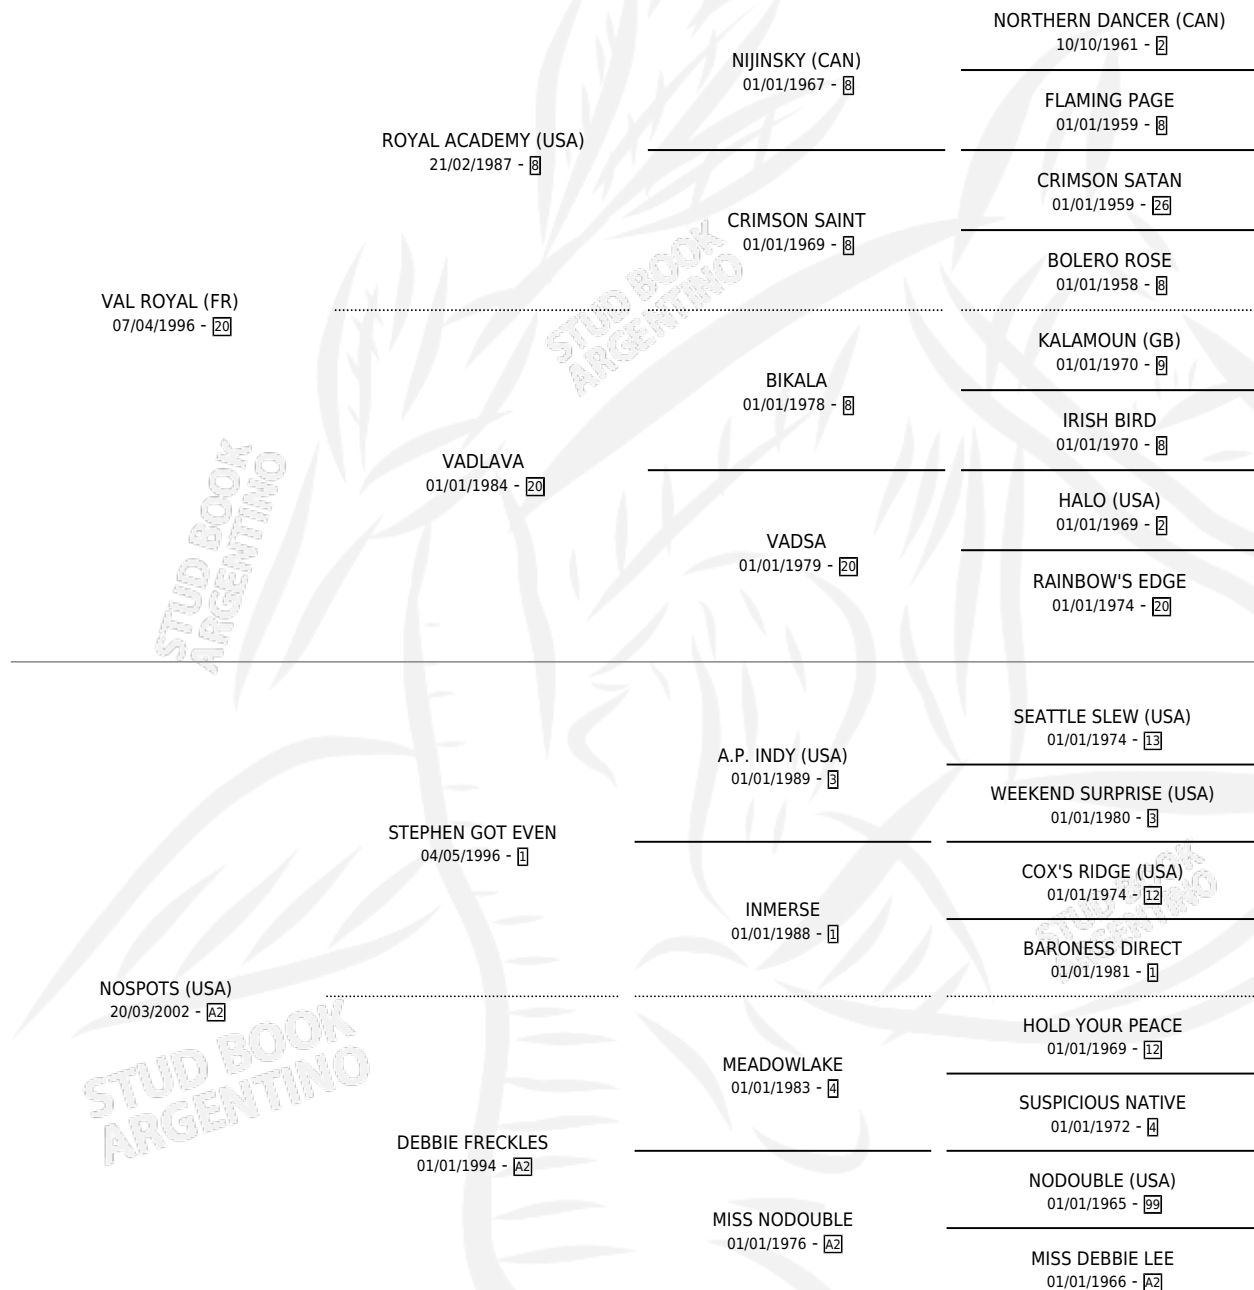 NORTHERN DANCER (CAN)
10/10/1961 - 2
NIJINSKY (CAN)
01/01/1967 - 8
FLAMING PAGE
01/01/1959 - 8
ROYAL ACADEMY (USA)
21/02/1987 - 8
CRIMSON SATAN
01/01/1959 - 26
CRIMSON SAINT
01/01/1969 - 8
BOLERO ROSE
01/01/1958 - 8
VAL ROYAL (FR)
07/04/1996 - 20
KALAMOUN (GB)
01/01/1970 - 9
BIKALA
01/01/1978 - 8
IRISH BIRD
01/01/1970 - 8
VADLAVA
01/01/1984 - 20
HALO (USA)
01/01/1969 - 2
VADSA
01/01/1979 - 20
RAINBOW'S EDGE
01/01/1974 - 20
STUD BOOK
ARGENTINO
STUD BOOK
ARGENTINO
SEATTLE SLEW (USA)
01/01/1974 - 13
A.P. INDY (USA)
01/01/1989 - 3
WEEKEND SURPRISE (USA)
01/01/1980 - 3
STEPHEN GOT EVEN
04/05/1996 - 1
COX'S RIDGE (USA)
01/01/1974 - 12
INMERSE
01/01/1988 - 1
BARONESS DIRECT
01/01/1981 - 1
NOSPOTS (USA)
20/03/2002 - A2
HOLD YOUR PEACE
01/01/1969 - 12
MEADOWLAKE
01/01/1983 - 4
SUSPICIOUS NATIVE
01/01/1972 - 4
DEBBIE FRECKLES
01/01/1994 - A2
NODOUBLE (USA)
01/01/1965 - 99
MISS NODOUBLE
01/01/1976 - A2
MISS DEBBIE LEE
01/01/1966 - A2
STUD BOOK
ARGENTINO
STUD BOOK
ARGENTINO